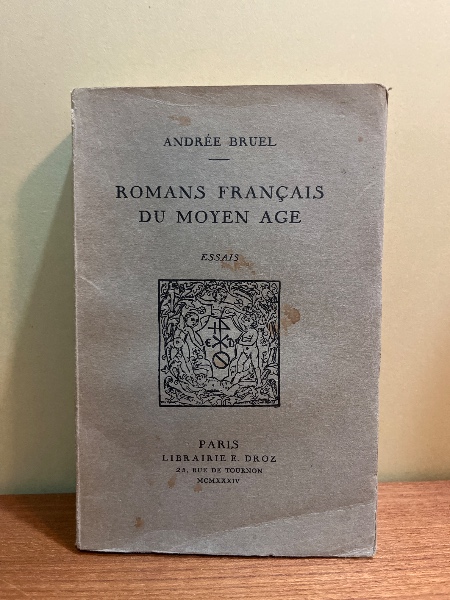 ANDRÉE BRUEL
ROMANS FRANÇAIS
DU MOYEN AGE
ESSAIS
E D
PARIS
LIBRAIRIE E. DROZ
25, RUE DE TOURNON
MCMXXXIV